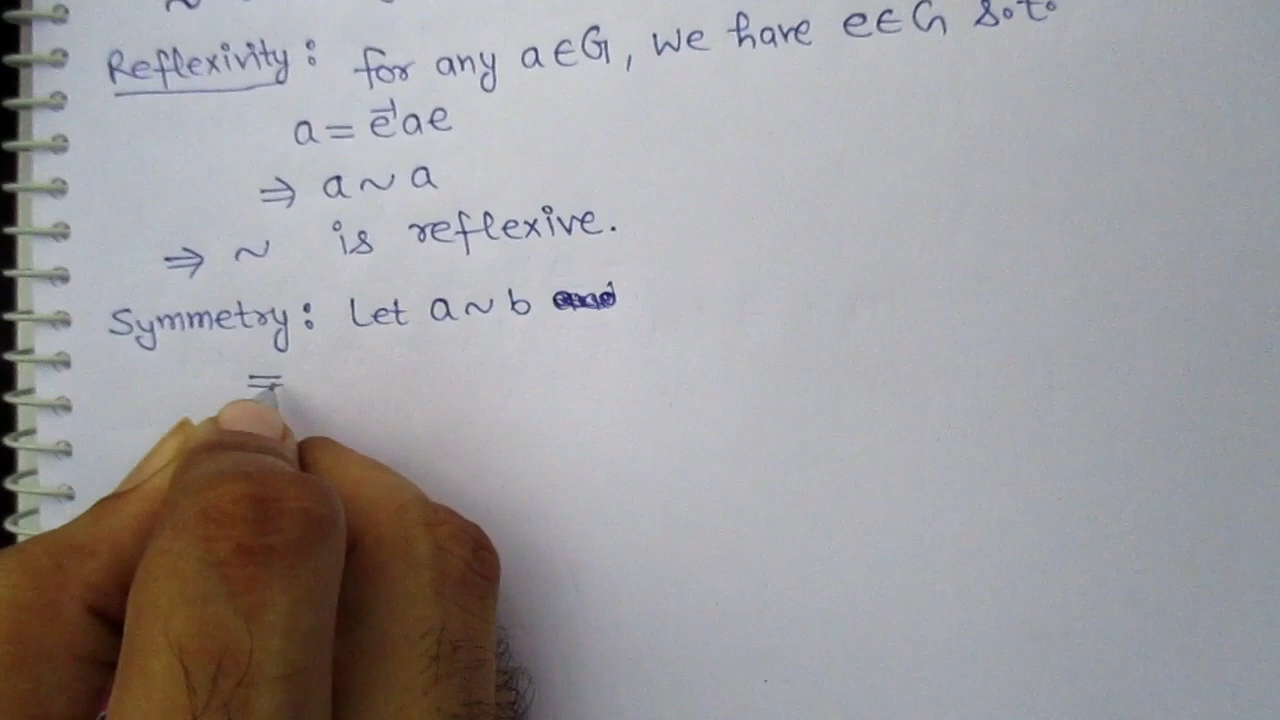 ~
Reflexivity: for any a∈G, we have e∈G s.t.
a = e⁻¹ae
⇒ a ~ a
⇒ ~ is reflexive.
Symmetry: Let a ~ b
=